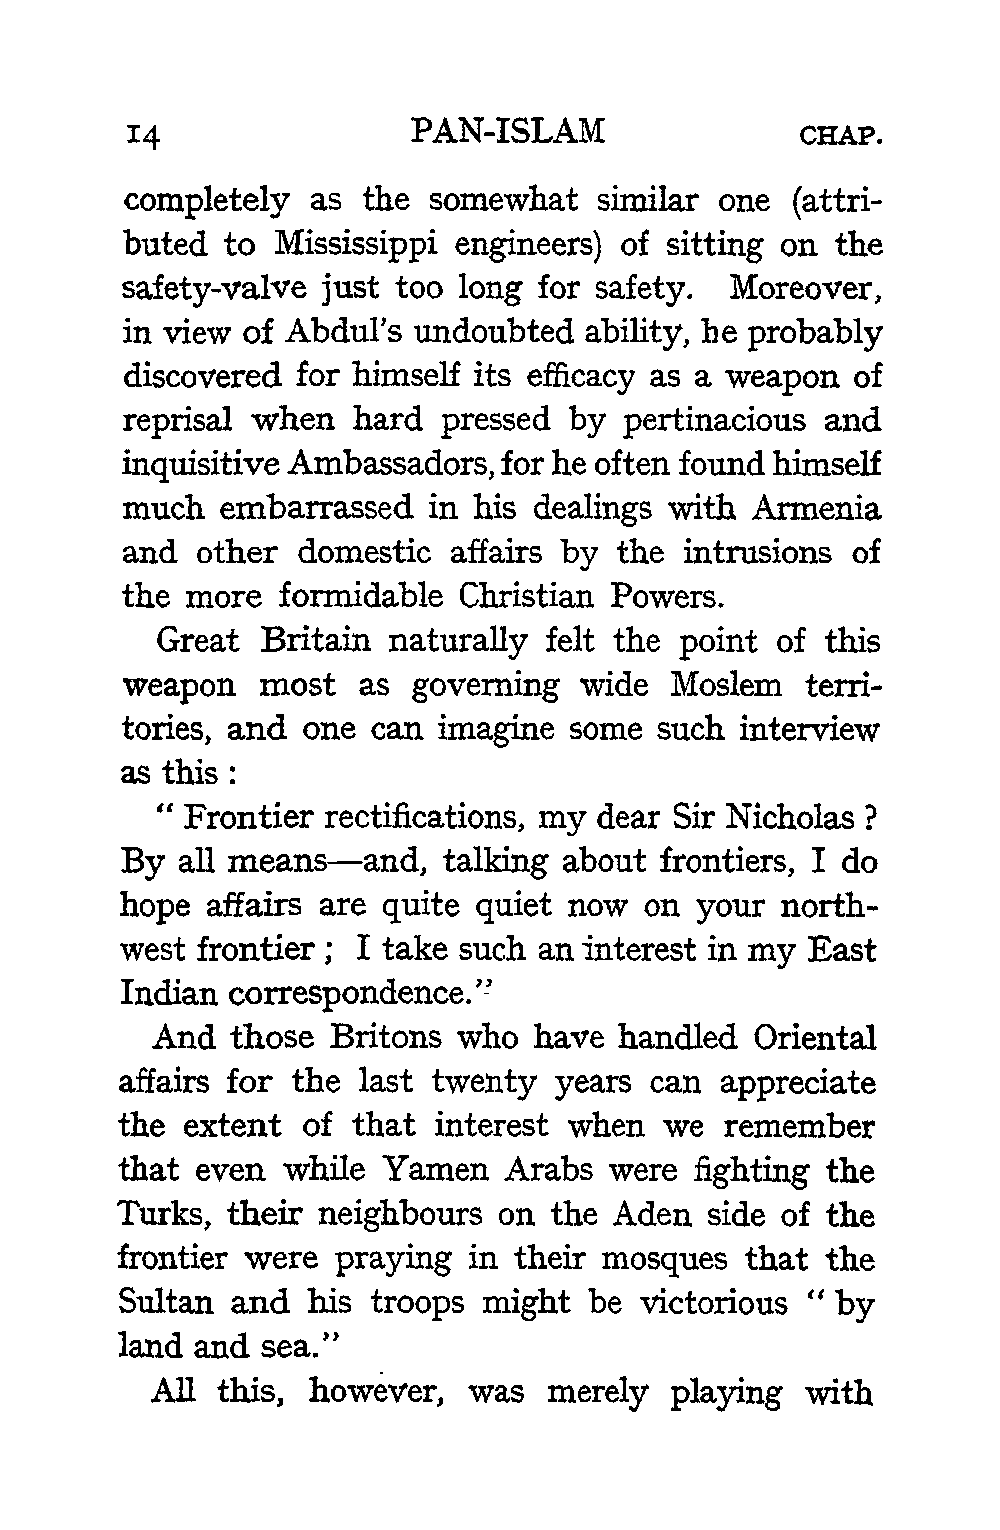 14 PAN-ISLAM CHAP.
completely as the somewhat similar one (attri-
buted to Mississippi engineers) of sitting on the
safety-valve just too long for safety. Moreover,
in view of Abdul's undoubted ability, he probably
discovered for himself its efficacy as a weapon of
reprisal when hard pressed by pertinacious and
inquisitive Ambassadors, for he often found himself
much embarrassed in his dealings with Armenia
and other domestic affairs by the intrusions of
the more formidable Christian Powers.
Great Britain naturally felt the point of this
weapon most as governing wide Moslem terri-
tories, and one can imagine some such interview
as this :
“ Frontier rectifications, my dear Sir Nicholas ?
By all means—and, talking about frontiers, I do
hope affairs are quite quiet now on your north-
west frontier ; I take such an interest in my East
Indian correspondence.”
And those Britons who have handled Oriental
affairs for the last twenty years can appreciate
the extent of that interest when we remember
that even while Yamen Arabs were fighting the
Turks, their neighbours on the Aden side of the
frontier were praying in their mosques that the
Sultan and his troops might be victorious “ by
land and sea.”
All this, however, was merely playing with